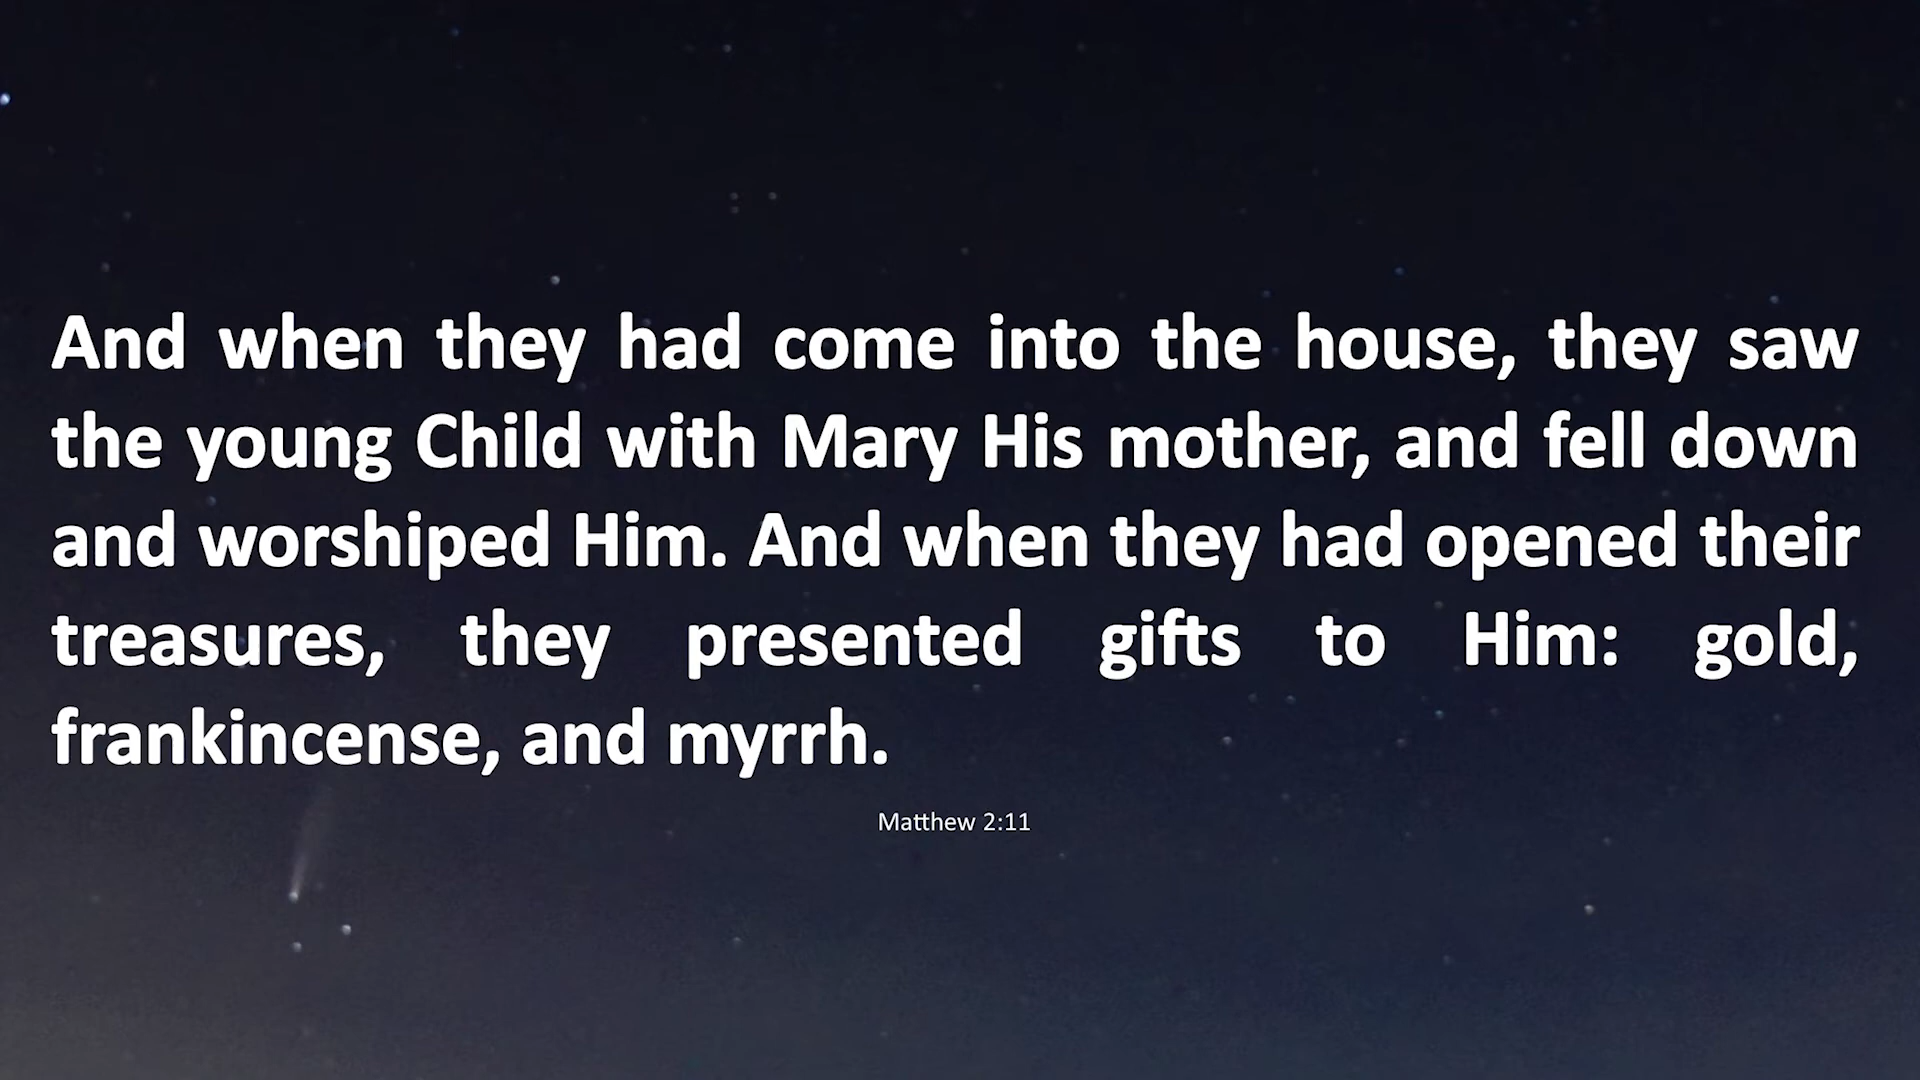 And when they had come into the house, they saw
the young Child with Mary His mother, and fell down
and worshiped Him. And when they had opened their
treasures, they presented gifts to Him: gold,
frankincense, and myrrh.
Matthew 2:11